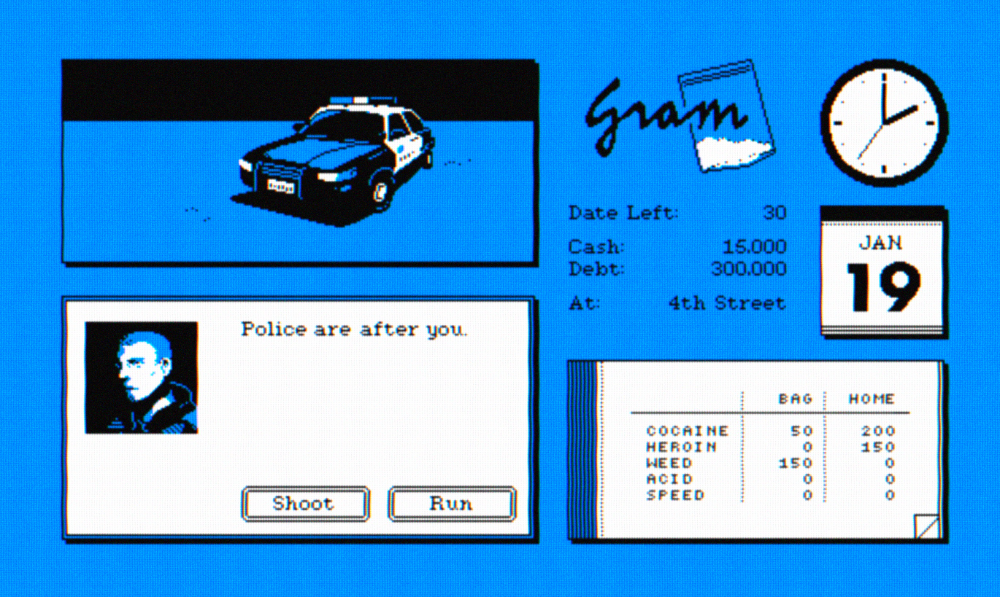 Gram
Date Left: 30
Cash: 15.000
Debt: 300.000
At: 4th Street
JAN
19
Police are after you.
Shoot
Run
BAG HOME
COCAINE 50 200
HEROIN 0 150
WEED 150 0
ACID 0 0
SPEED 0 0